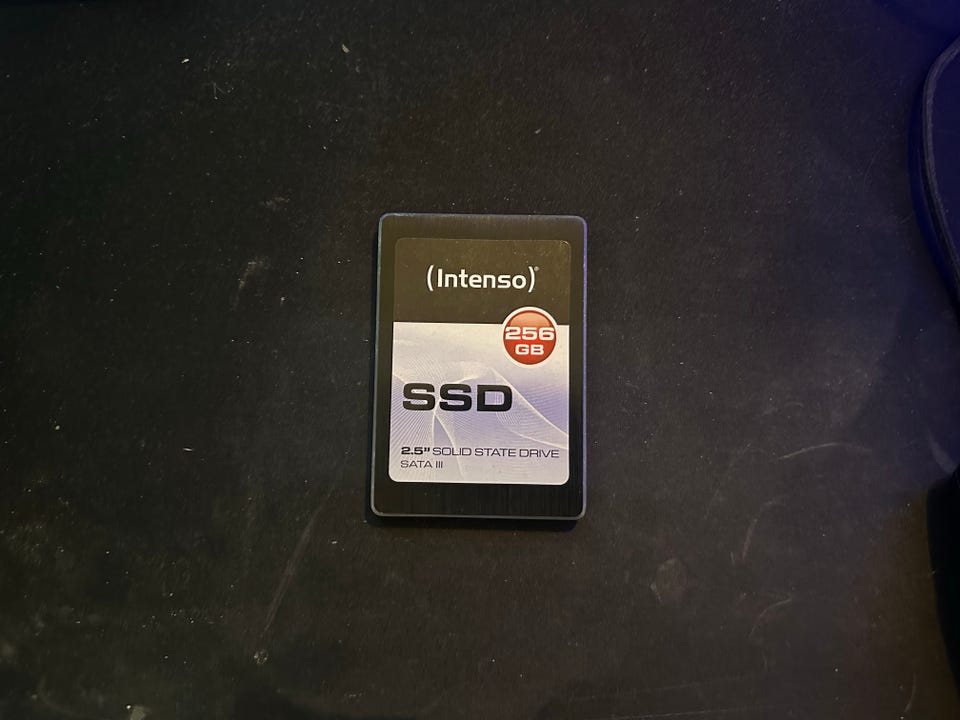 (Intenso)®
256
GB
SSD
2.5" SOLID STATE DRIVE
SATA III